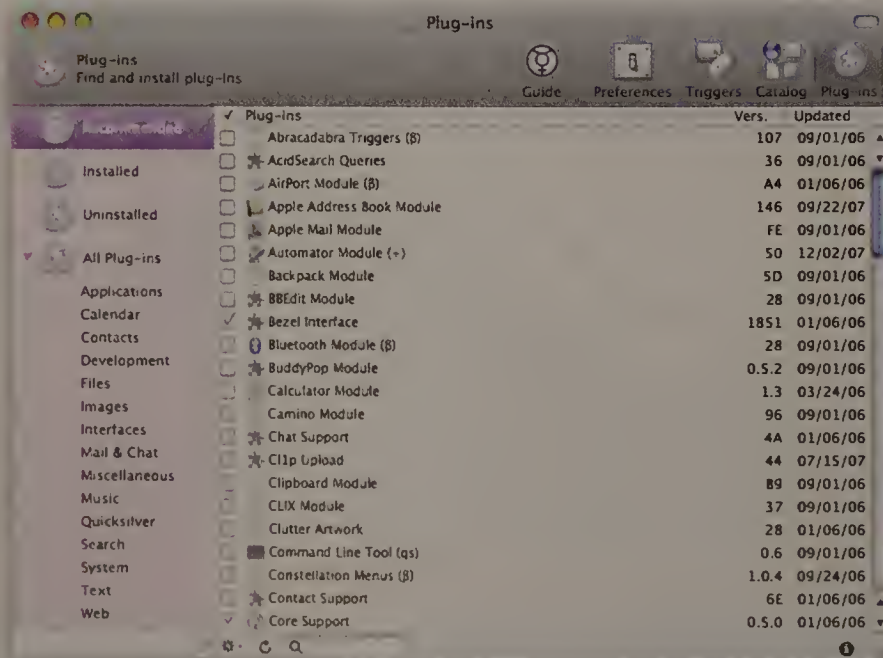 Plug-ins
Plug-ins
Find and install plug-ins
Guide
Preferences
Triggers
Catalog
Plug-ins
Recommended
Installed
Uninstalled
All Plug-ins
Applications
Calendar
Contacts
Development
Files
Images
Interfaces
Mail & Chat
Miscellaneous
Music
Quicksilver
Search
System
Text
Web
✓ Plug-ins Vers. Updated
Abracadabra Triggers (β) 107 09/01/06
AcidSearch Queries 36 09/01/06
AirPort Module (β) A4 01/06/06
Apple Address Book Module 146 09/22/07
Apple Mail Module FE 09/01/06
Automator Module (+) 50 12/02/07
Backpack Module 5D 09/01/06
BBEdit Module 28 09/01/06
Bezel Interface 1851 01/06/06
Bluetooth Module (β) 28 09/01/06
BuddyPop Module 0.5.2 09/01/06
Calculator Module 1.3 03/24/06
Camino Module 96 09/01/06
Chat Support 4A 01/06/06
Cl1p Upload 44 07/15/07
Clipboard Module B9 09/01/06
CLIX Module 37 09/01/06
Clutter Artwork 28 01/06/06
Command Line Tool (qs) 0.6 09/01/06
Constellation Menus (β) 1.0.4 09/24/06
Contact Support 6E 01/06/06
Core Support 0.5.0 01/06/06